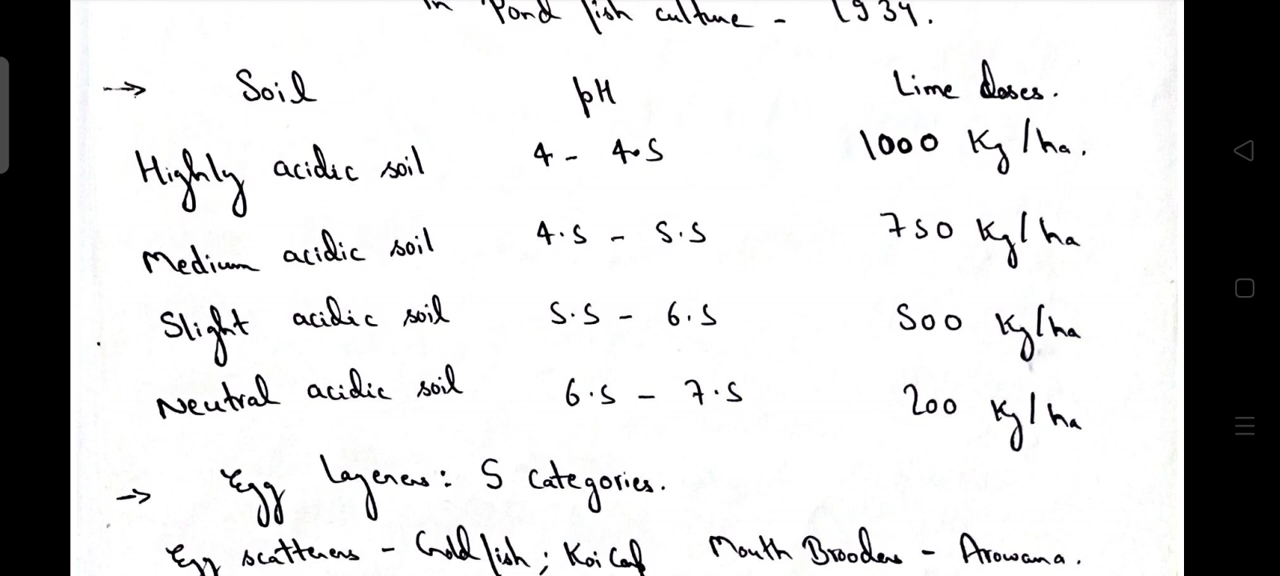 in Pond fish culture - 1934.
→ Soil pH Lime doses.
Highly acidic soil 4 - 4.5 1000 Kg/ha.
Medium acidic soil 4.5 - 5.5 750 Kg/ha
Slight acidic soil 5.5 - 6.5 500 Kg/ha
Neutral acidic soil 6.5 - 7.5 200 Kg/ha
→ Egg layerers: 5 categories.
Egg scatterers - Gold fish; Koi Carp Mouth Brooders - Arowana.